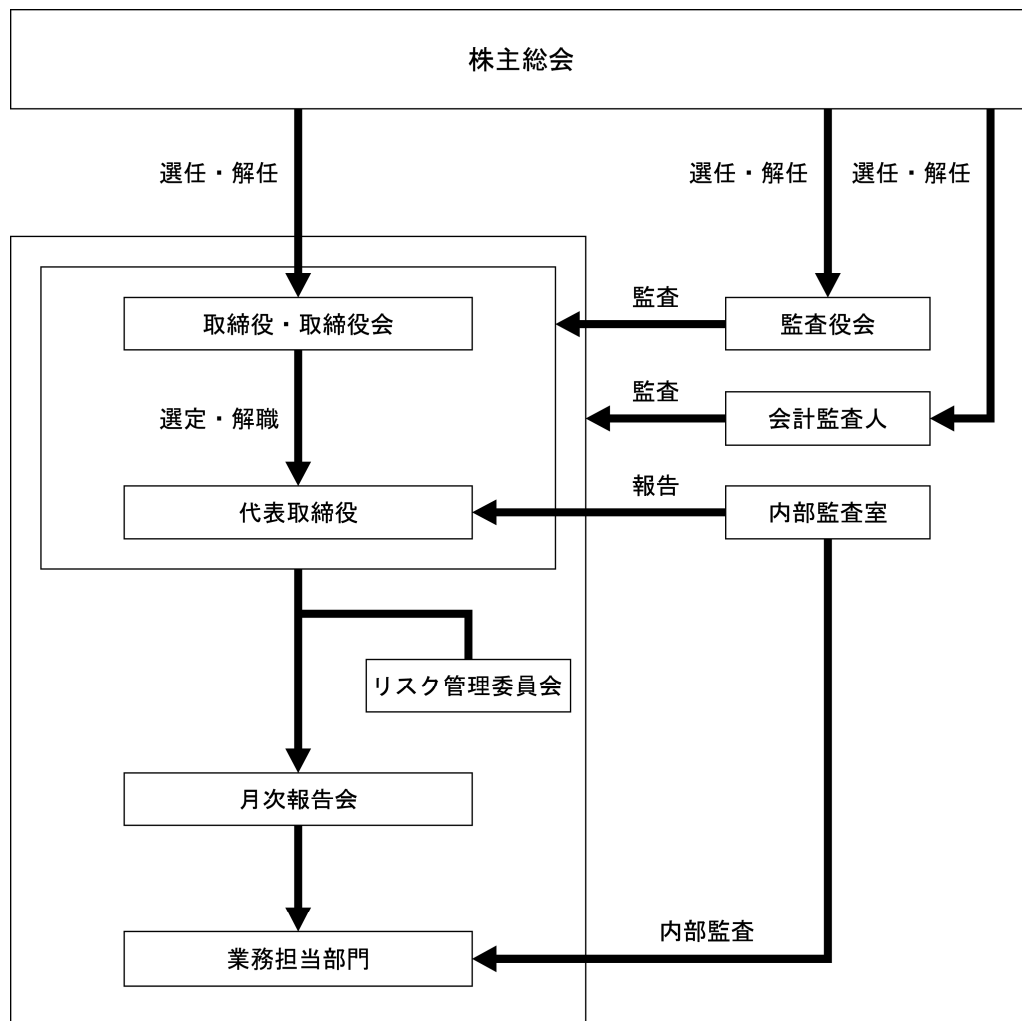 株主総会
選任・解任
選任・解任
選任・解任
取締役・取締役会
監査
監査役会
選定・解職
監査
会計監査人
代表取締役
報告
内部監査室
リスク管理委員会
月次報告会
業務担当部門
内部監査